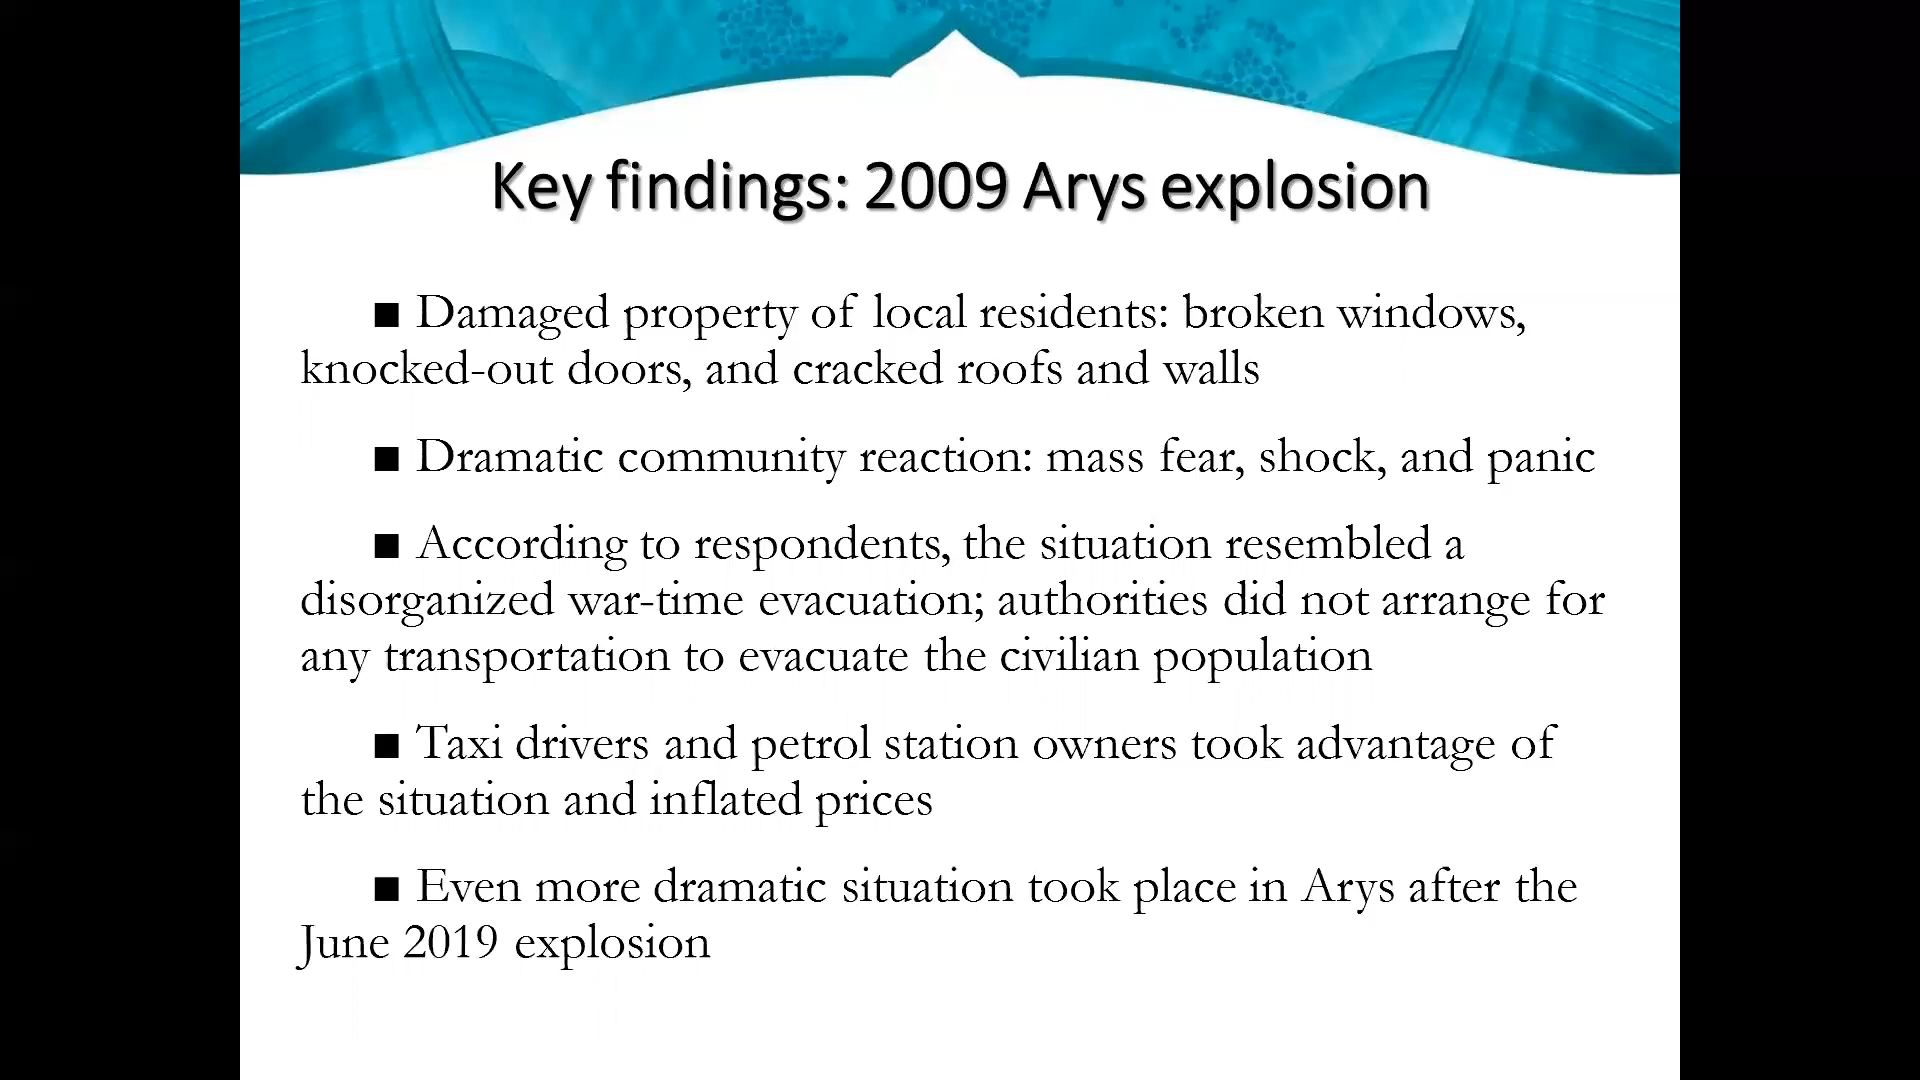 Key findings: 2009 Arys explosion
■ Damaged property of local residents: broken windows,
knocked-out doors, and cracked roofs and walls
■ Dramatic community reaction: mass fear, shock, and panic
■ According to respondents, the situation resembled a
disorganized war-time evacuation; authorities did not arrange for
any transportation to evacuate the civilian population
■ Taxi drivers and petrol station owners took advantage of
the situation and inflated prices
■ Even more dramatic situation took place in Arys after the
June 2019 explosion